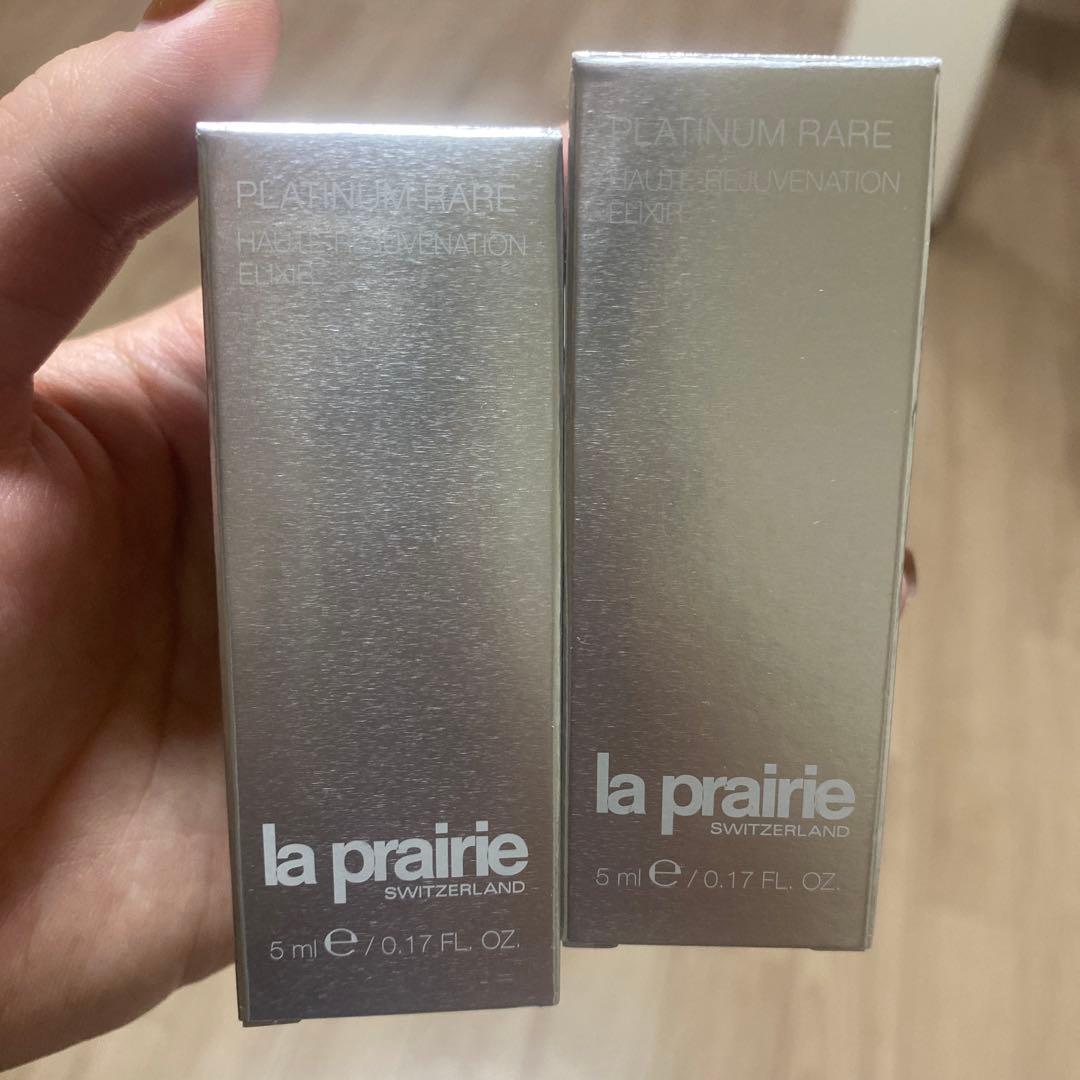 PLATINUM RARE
HAUTE-REJUVENATION
ELIXIR
la prairie
SWITZERLAND
5 ml e / 0.17 FL. OZ.
PLATINUM RARE
HAUTE-REJUVENATION
ELIXIR
la prairie
SWITZERLAND
5 ml e / 0.17 FL. OZ.